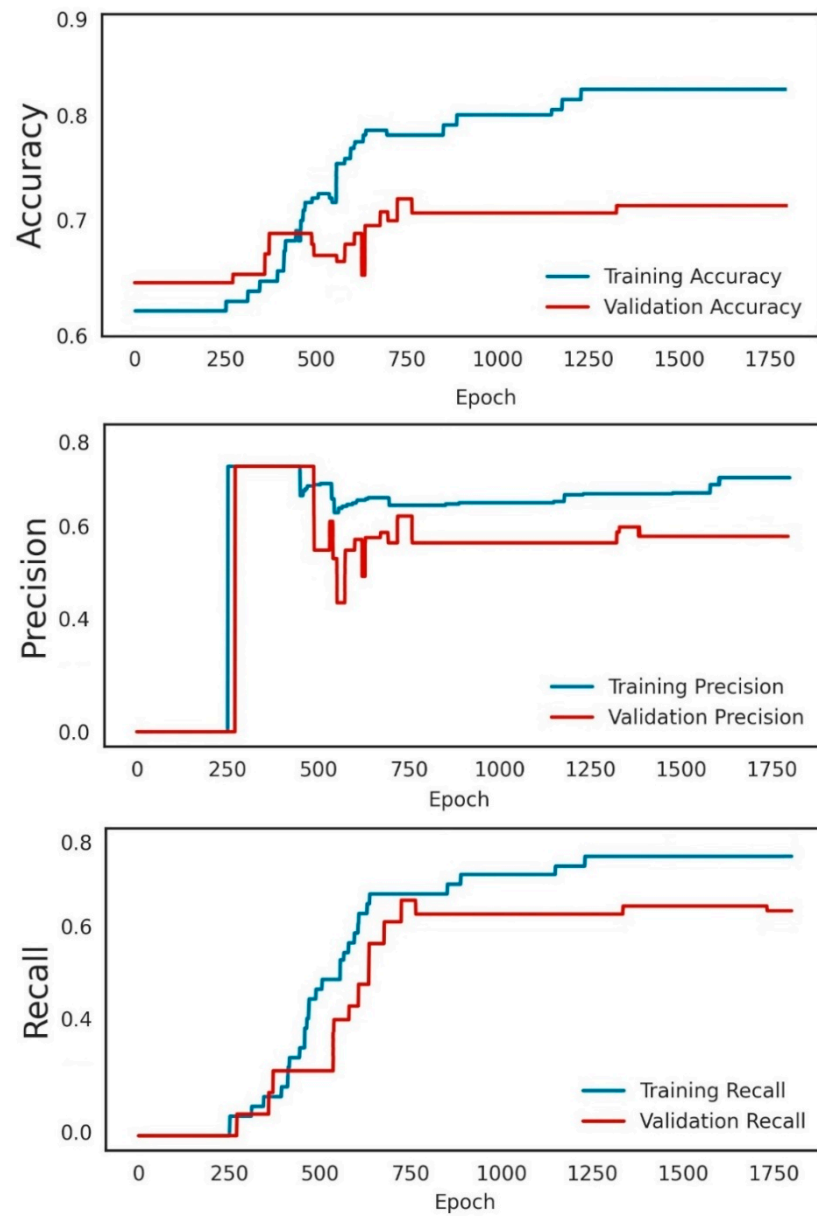 0.9
0.8
0.7
0.6
Accuracy
Training Accuracy
Validation Accuracy
0 250 500 750 1000 1250 1500 1750
Epoch
0.8
0.6
0.4
0.0
Precision
Training Precision
Validation Precision
0 250 500 750 1000 1250 1500 1750
Epoch
0.8
0.6
0.4
0.0
Recall
Training Recall
Validation Recall
0 250 500 750 1000 1250 1500 1750
Epoch